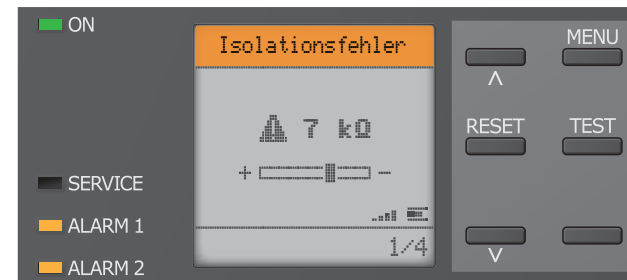 ON
Isolationsfehler
MENU
∧
7 kΩ
RESET
TEST
+ -
SERVICE
ALARM 1
1/4
∨
ALARM 2